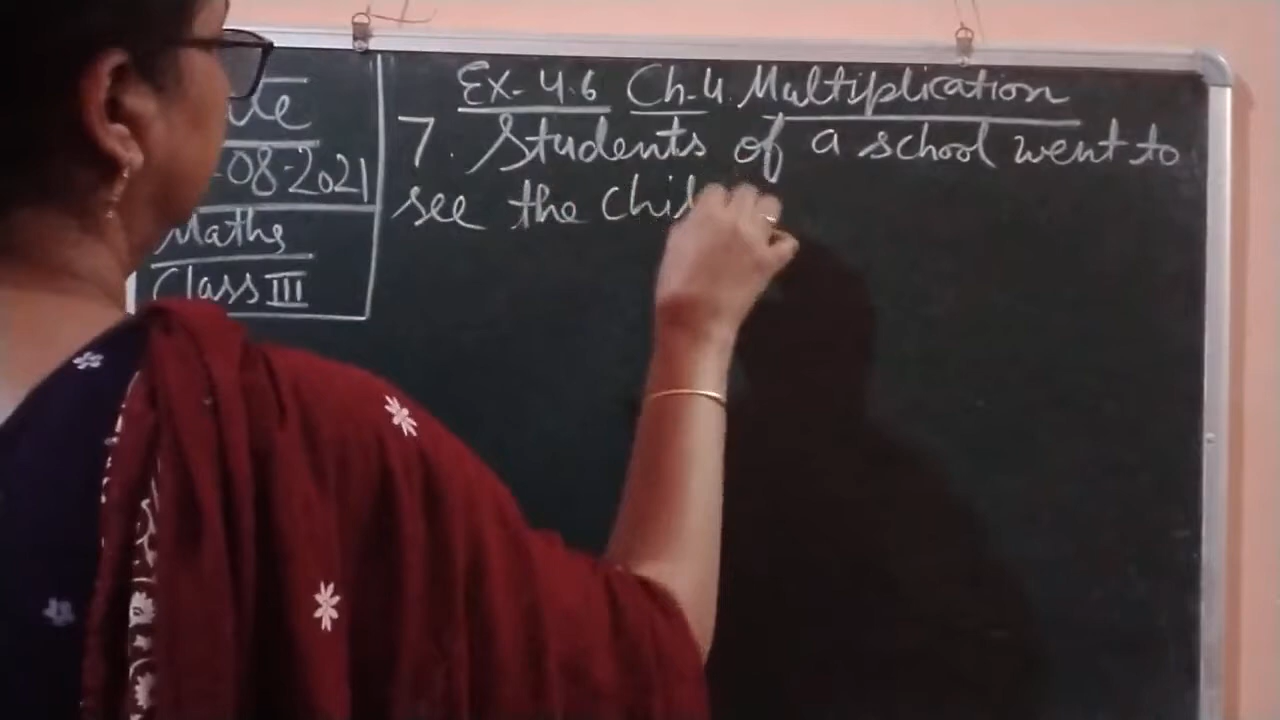 Ex- 4.6 Ch-4. Multiplication
7. Students of a school went to
see the
-08-2021
Maths
Class III